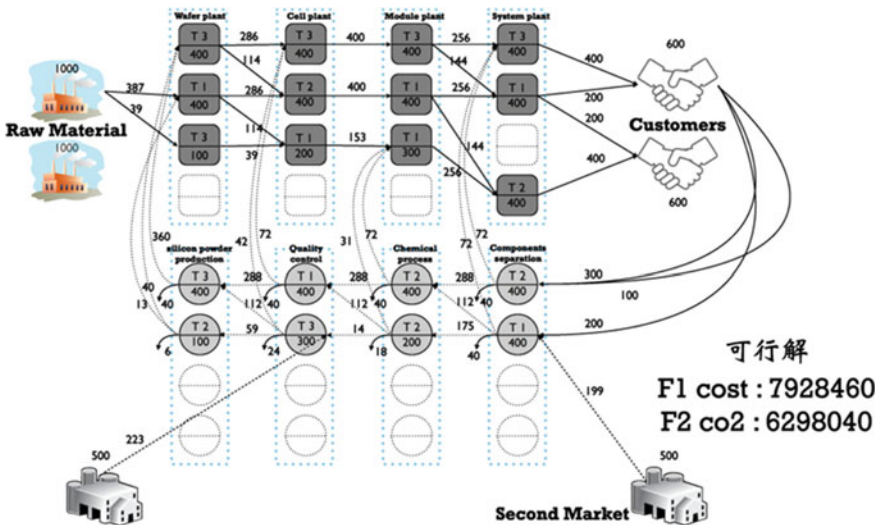 Wafer plant Cell plant Module plant System plant
T 3 286 T 3 400 T 3 256 T 3
400 400 400 400
114 144 400 600
1000
387 T 1 286 T 2 400 T 1 256 T 1 200
400 400 400 400
39 114 200
Raw Material Customers
T 3 T 1 153 T 1
100 39 200 300 144
1000 256 400
T 2
400 600
360 42 72 31 72 72 72
silicon powder production Quality control Chemical process Components separation
T 3 288 T 1 288 T 2 288 T 2 300
400 400 400 400
40 40 112 40 112 40 112 40 100
13
T 2 59 T 3 14 T 2 175 T 1 200
100 300 200 400
6 24 18 40
可行解
199
F1 cost : 7928460
F2 co2 : 6298040
223
500 500
Second Market